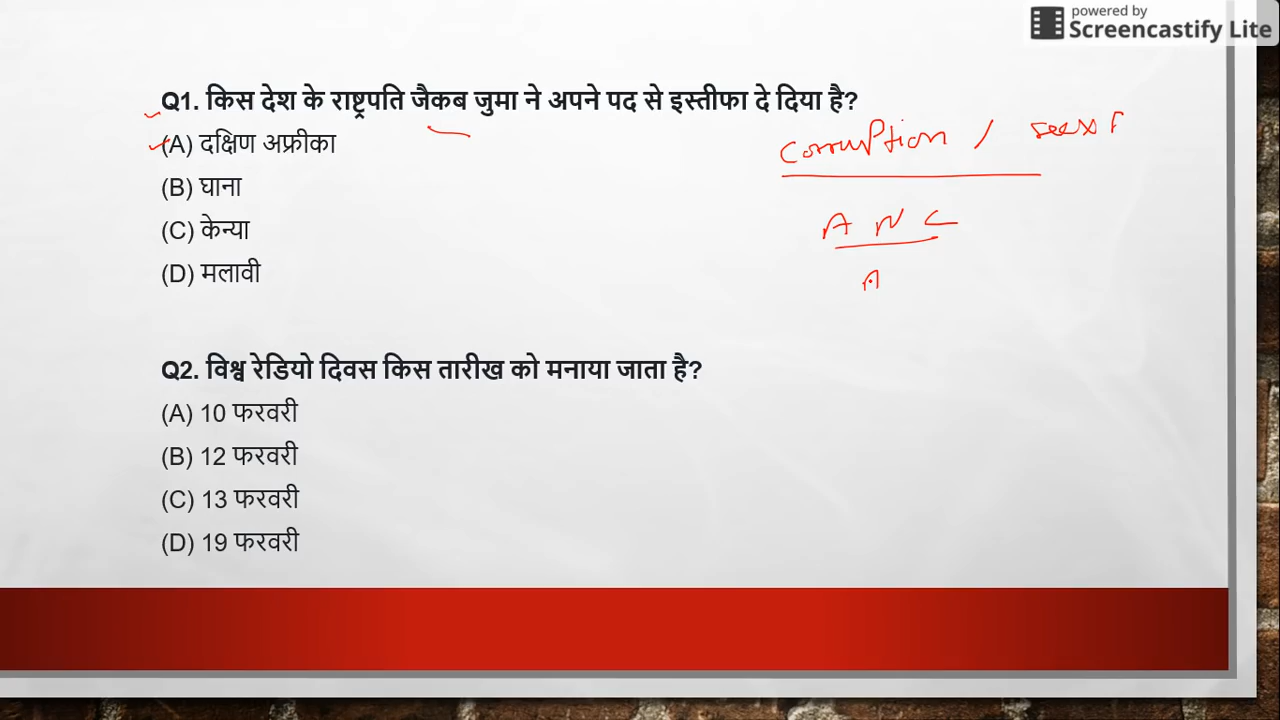 powered by
Screencastify Lite
Q1. किस देश के राष्ट्रपति जैकब जुमा ने अपने पद से इस्तीफा दे दिया है?
(A) दक्षिण अफ्रीका
(B) घाना
(C) केन्या
(D) मलावी
Corruption /
A N C
A
Q2. विश्व रेडियो दिवस किस तारीख को मनाया जाता है?
(A) 10 फरवरी
(B) 12 फरवरी
(C) 13 फरवरी
(D) 19 फरवरी